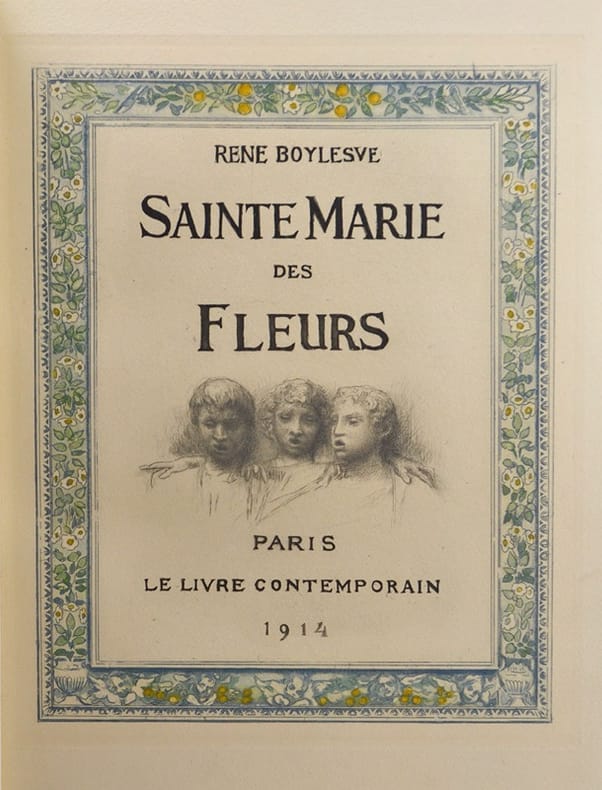 RENE BOYLESVE
SAINTE MARIE
DES
FLEURS
PARIS
LE LIVRE CONTEMPORAIN
1914